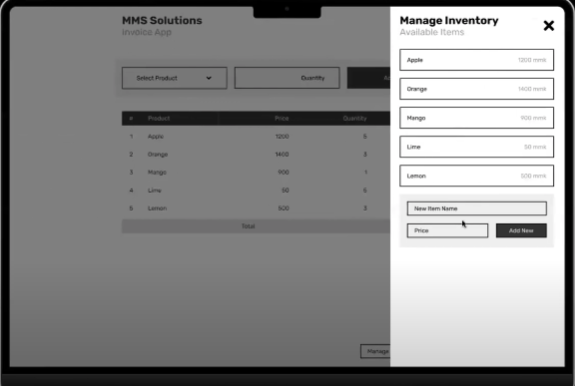 MMS Solutions
Invoice App
Select Product
Quantity
# Product Price Quantity
1 Apple 1200 5
2 Orange 1400 3
3 Mango 900 1
4 Lime 50 5
5 Lemon 500 3
Total
Manage
Manage Inventory
Available Items
Apple 1200 mmk
Orange 1400 mmk
Mango 900 mmk
Lime 50 mmk
Lemon 500 mmk
New Item Name
Price Add New